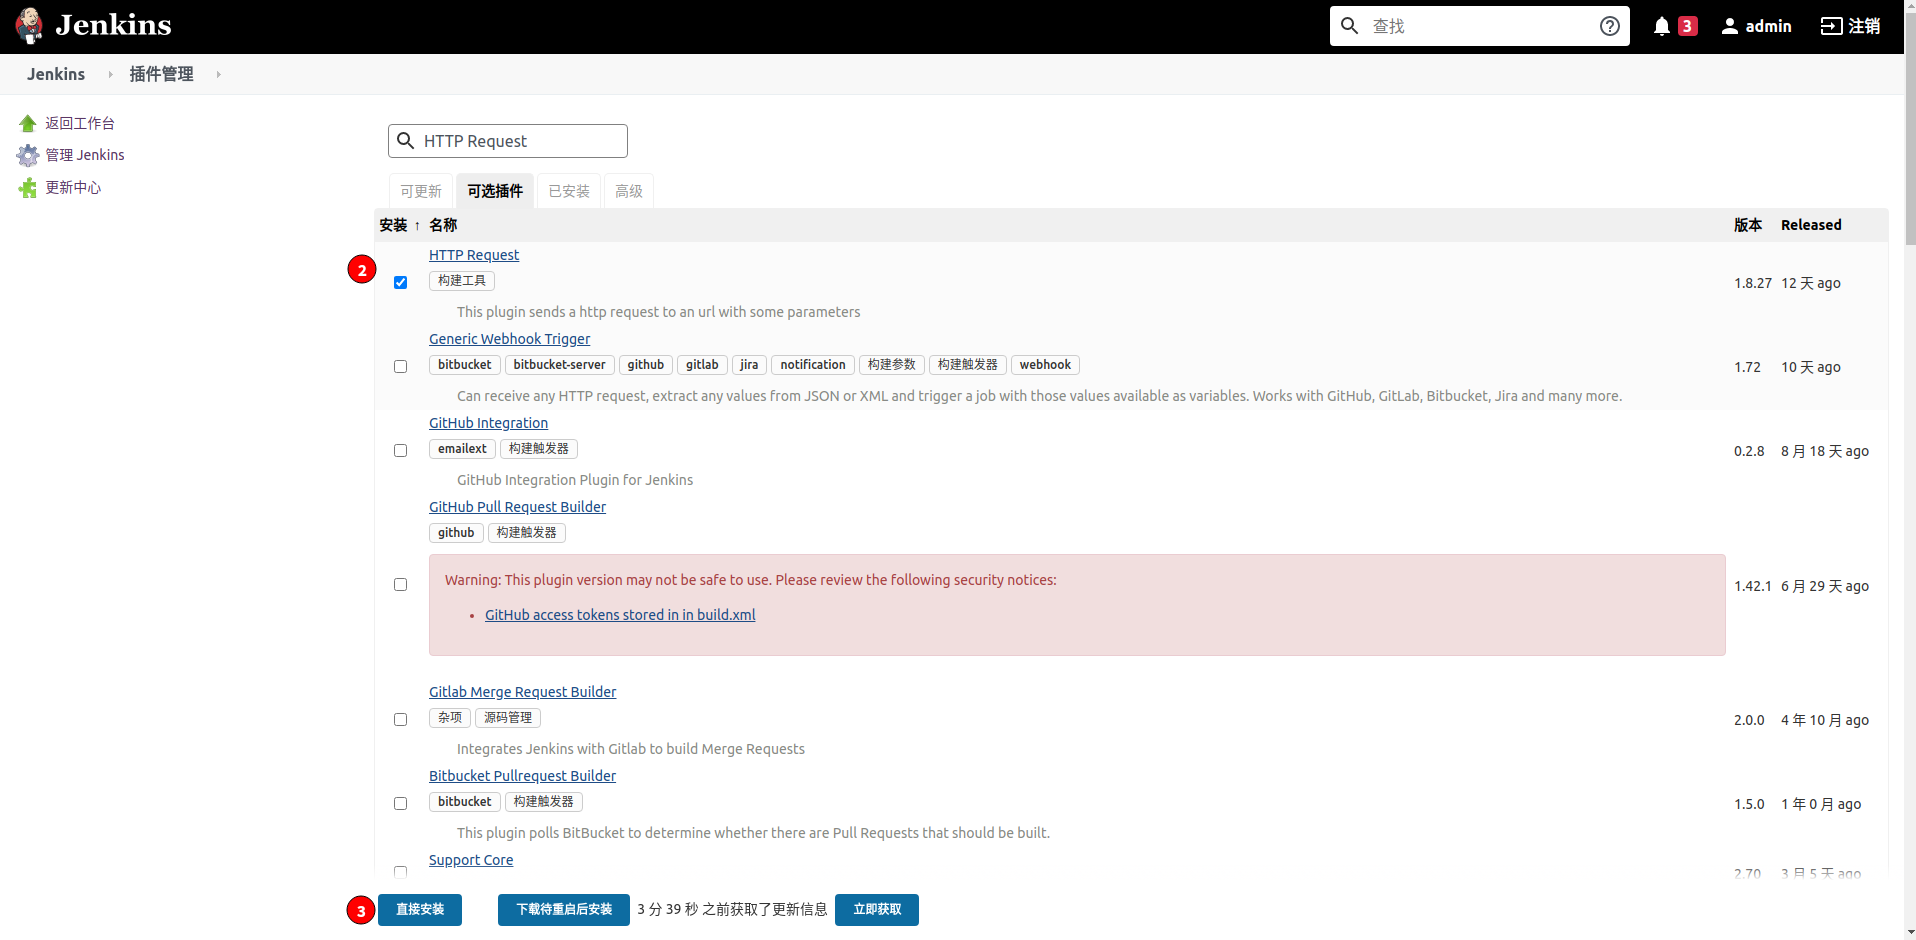 Jenkins
查找
3
admin
注销
Jenkins
插件管理
返回工作台
管理 Jenkins
更新中心
HTTP Request
可更新 可选插件 已安装 高级
安装 ↑ 名称 版本 Released
2
HTTP Request
构建工具
1.8.27 12 天 ago
This plugin sends a http request to an url with some parameters
Generic Webhook Trigger
bitbucket bitbucket-server github gitlab jira notification 构建参数 构建触发器 webhook
1.72 10 天 ago
Can receive any HTTP request, extract any values from JSON or XML and trigger a job with those values available as variables. Works with GitHub, GitLab, Bitbucket, Jira and many more.
GitHub Integration
emailext 构建触发器
0.2.8 8 月 18 天 ago
GitHub Integration Plugin for Jenkins
GitHub Pull Request Builder
github 构建触发器
Warning: This plugin version may not be safe to use. Please review the following security notices:
1.42.1 6 月 29 天 ago
• GitHub access tokens stored in in build.xml
Gitlab Merge Request Builder
杂项 源码管理
2.0.0 4 年 10 月 ago
Integrates Jenkins with Gitlab to build Merge Requests
Bitbucket Pullrequest Builder
bitbucket 构建触发器
1.5.0 1 年 0 月 ago
This plugin polls BitBucket to determine whether there are Pull Requests that should be built.
Support Core
2.70 3 月 5 天 ago
3 直接安装 下载待重启后安装 3 分 39 秒 之前获取了更新信息 立即获取